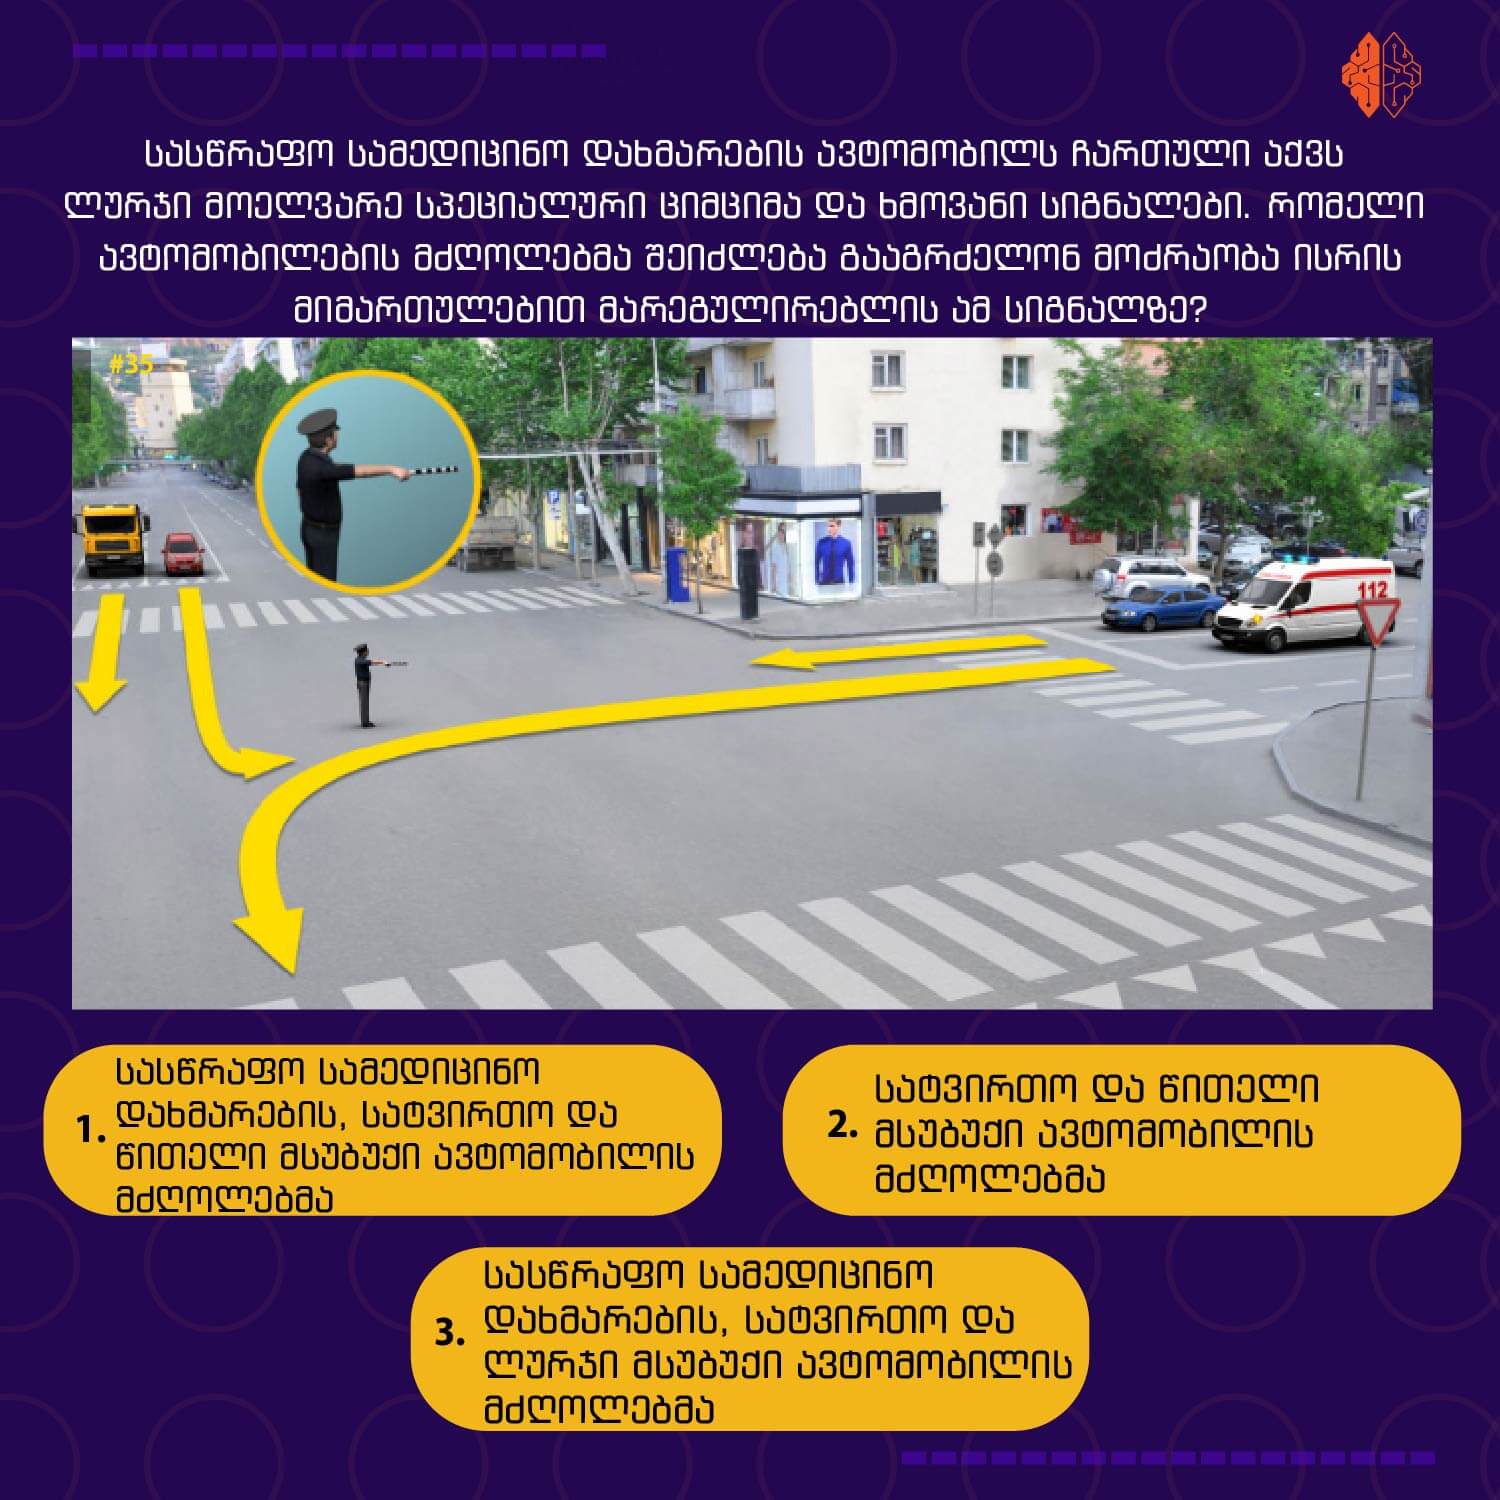 სასწრაფო სამედიცინო დახმარების ავტომობილს ჩართული აქვს
ლურჯი მოელვარე სპეციალური ციმციმა და ხმოვანი სიგნალები. რომელი
ავტომობილების მძღოლებმა შეიძლება გააგრძელონ მოძრაობა ისრის
მიმართულებით მარეგულირებლის ამ სიგნალზე?
#35
P
112
1. სასწრაფო სამედიცინო
დახმარების, სატვირთო და
წითელი მსუბუქი ავტომობილის
მძღოლებმა
2. სატვირთო და წითელი
მსუბუქი ავტომობილის
მძღოლებმა
3. სასწრაფო სამედიცინო
დახმარების, სატვირთო და
ლურჯი მსუბუქი ავტომობილის
მძღოლებმა